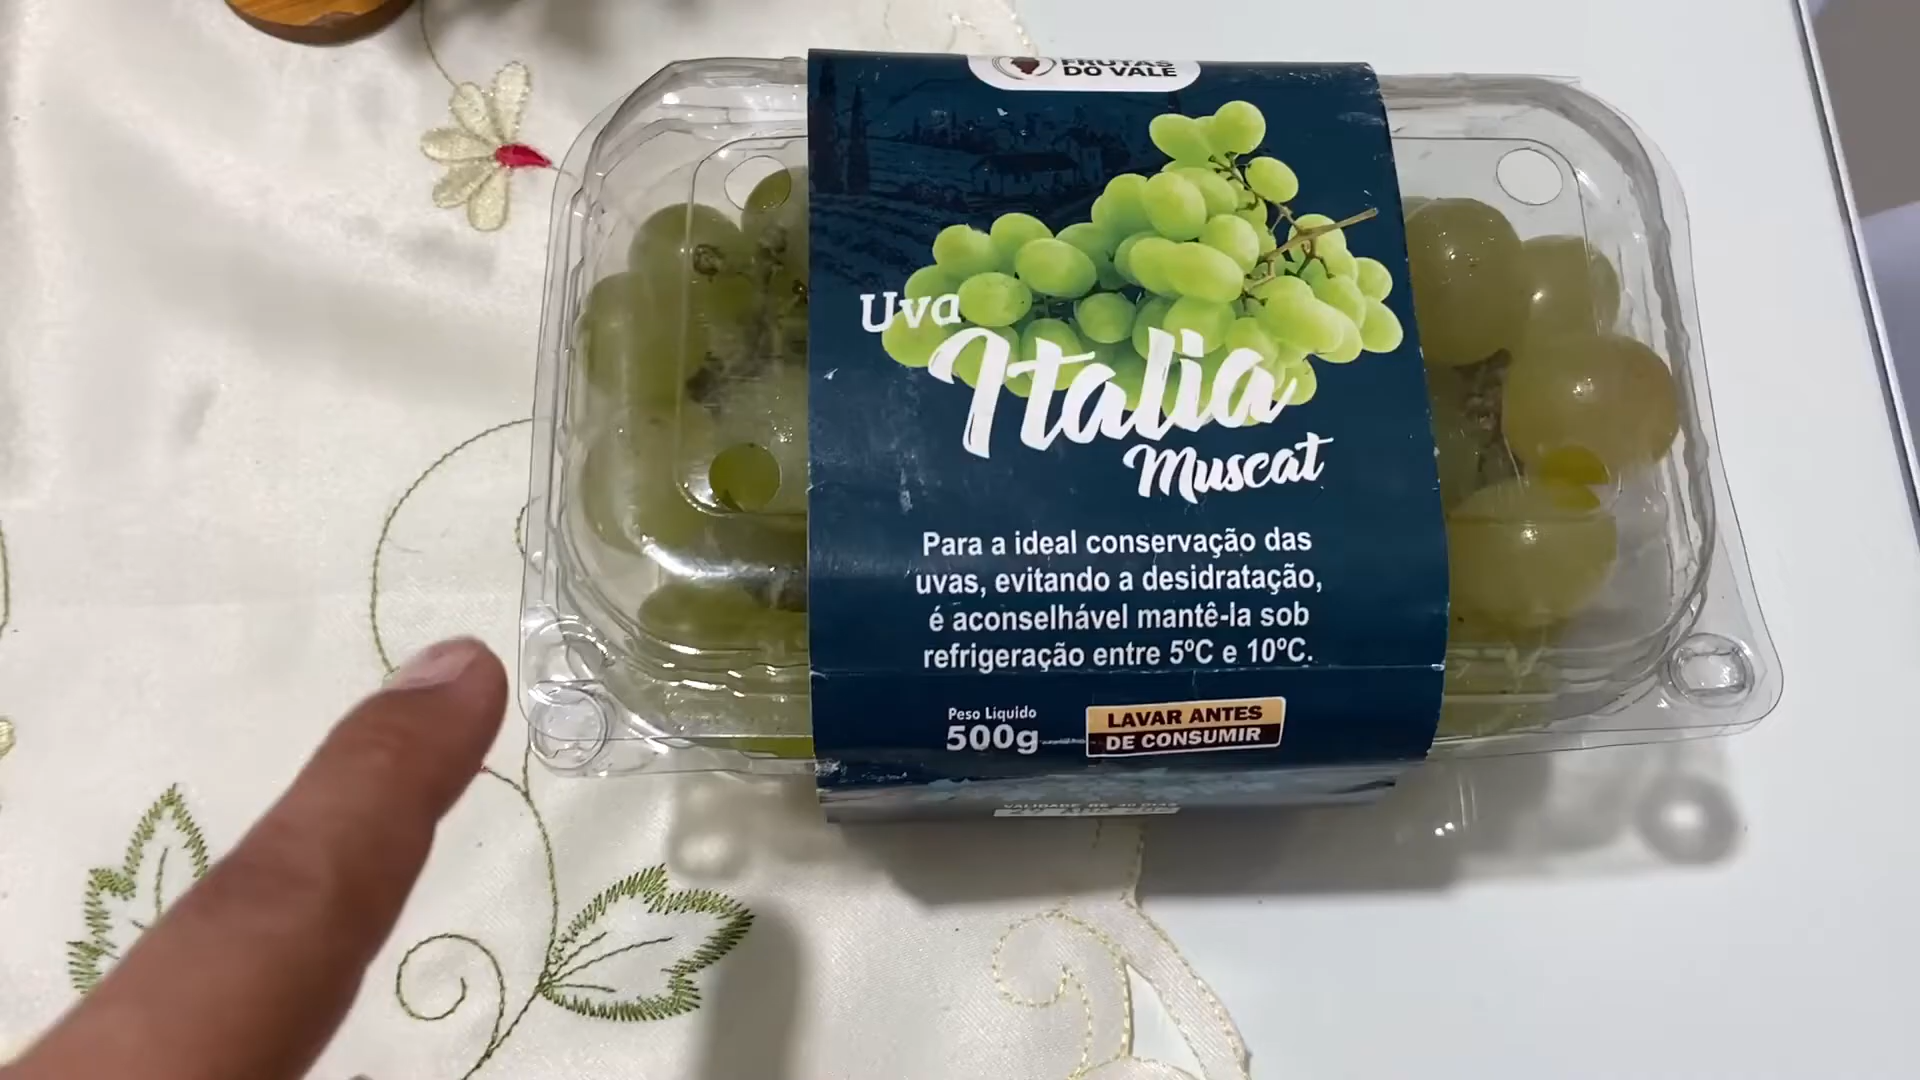 FRUTAS
DO VALE
Uva
Italia
Muscat
Para a ideal conservação das
uvas, evitando a desidratação,
é aconselhável mantê-la sob
refrigeração entre 5ºC e 10ºC.
Peso Líquido
500g
LAVAR ANTES
DE CONSUMIR